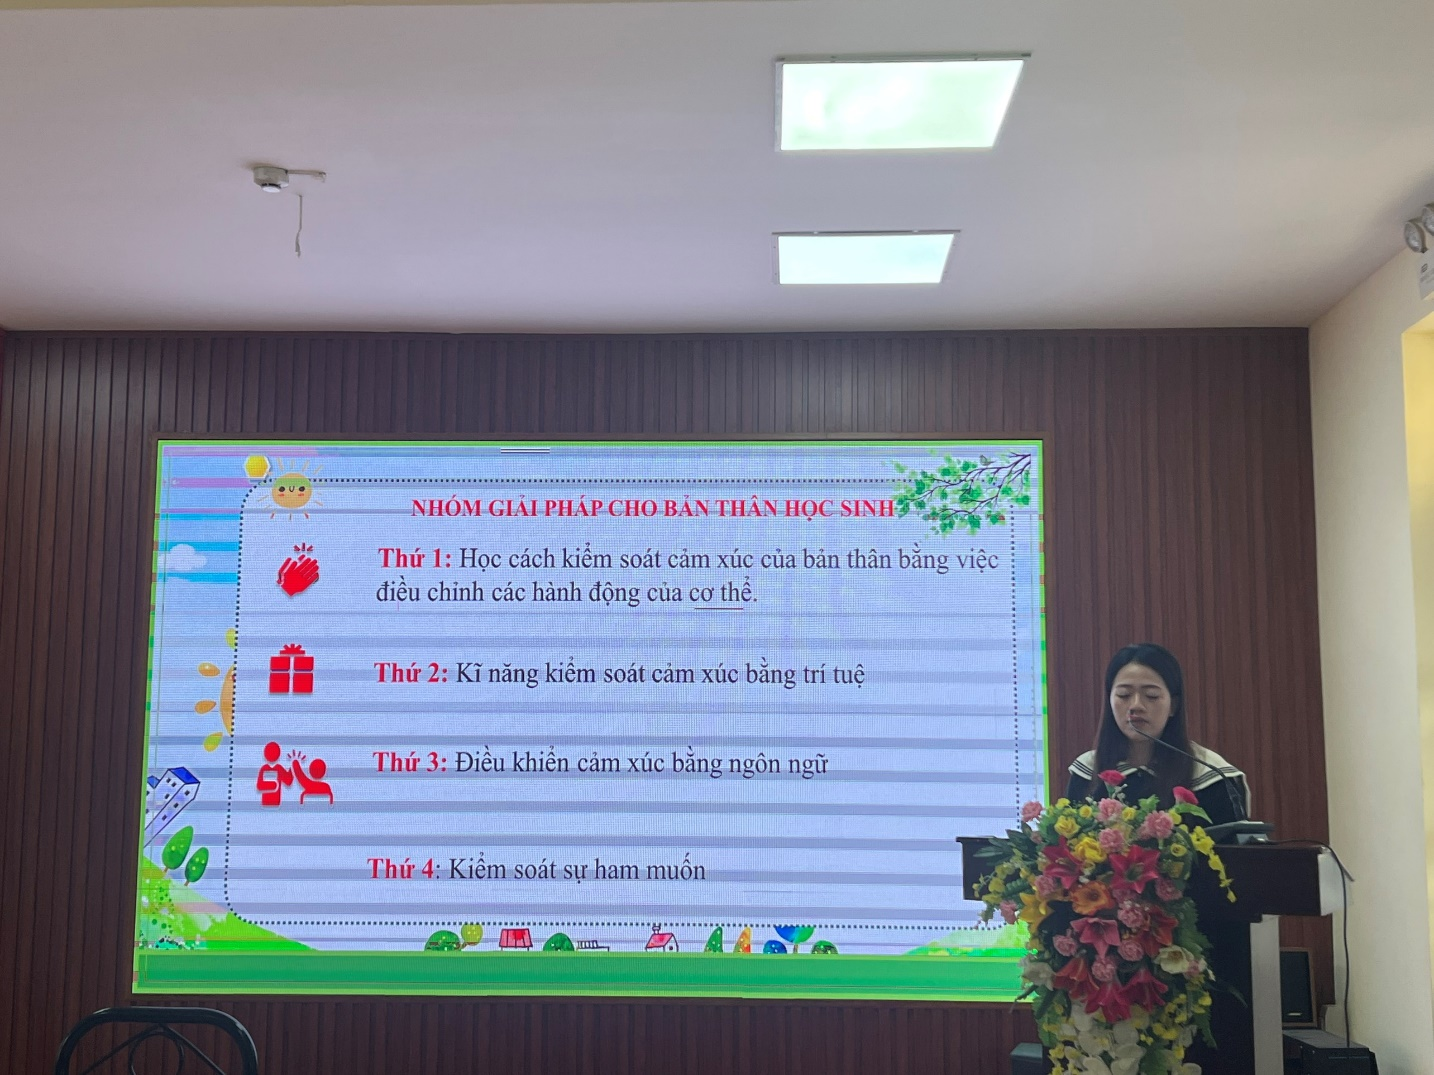 NHÓM GIẢI PHÁP CHO BẢN THÂN HỌC SINH
Thứ 1: Học cách kiểm soát cảm xúc của bản thân bằng việc
điều chỉnh các hành động của cơ thể.
Thứ 2: Kĩ năng kiểm soát cảm xúc bằng trí tuệ
Thứ 3: Điều khiển cảm xúc bằng ngôn ngữ
Thứ 4: Kiểm soát sự ham muốn